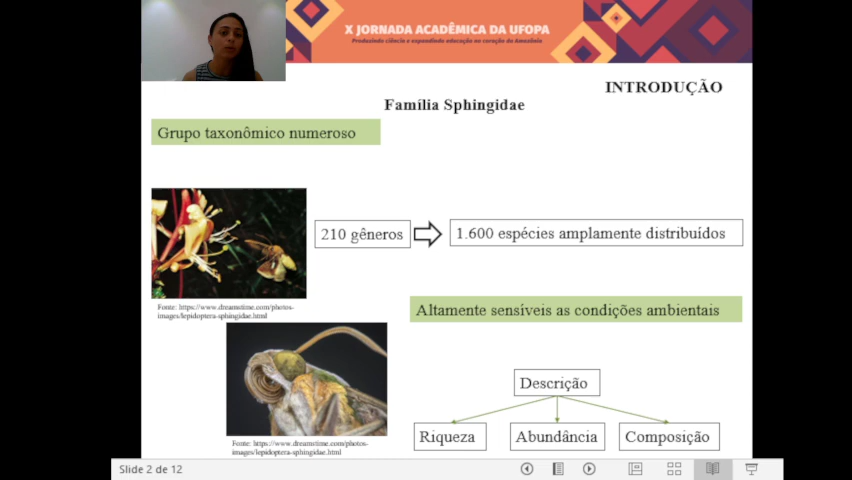 X JORNADA ACADÊMICA DA UFOPA
Produzindo ciência e expandindo educação no coração da Amazônia.
INTRODUÇÃO
Família Sphingidae
Grupo taxonômico numeroso
210 gêneros
1.600 espécies amplamente distribuídos
Fonte: https://www.dreamstime.com/photos-
images/lepidoptera-sphingidae.html
Altamente sensíveis as condições ambientais
Descrição
Riqueza
Abundância
Composição
Fonte: https://www.dreamstime.com/photos-
images/lepidoptera-sphingidae.html
Slide 2 de 12